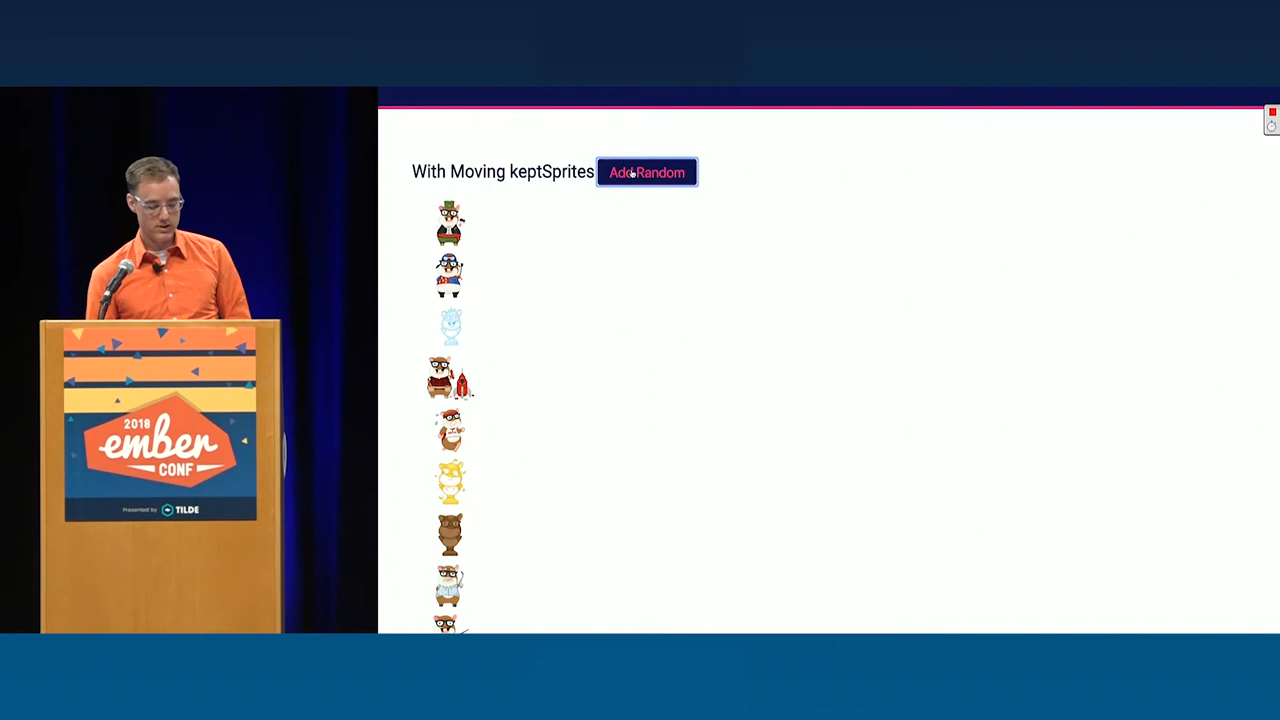 With Moving keptSprites Add Random
2018
ember
CONF
Presented by TILDE